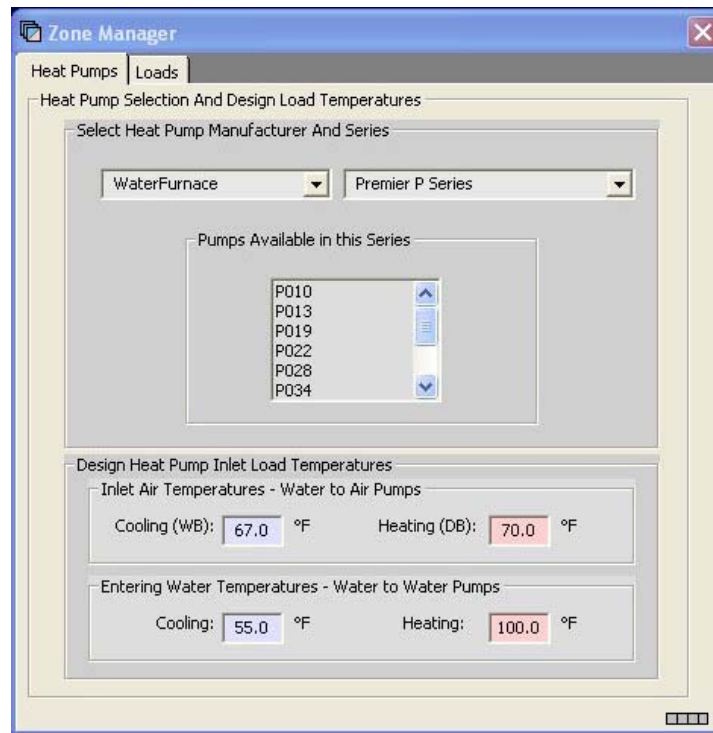 Zone Manager
Heat Pumps Loads
Heat Pump Selection And Design Load Temperatures
Select Heat Pump Manufacturer And Series
WaterFurnace Premier P Series
Pumps Available in this Series
P010
P013
P019
P022
P028
P034
Design Heat Pump Inlet Load Temperatures
Inlet Air Temperatures - Water to Air Pumps
Cooling (WB): 67.0 °F Heating (DB): 70.0 °F
Entering Water Temperatures - Water to Water Pumps
Cooling: 55.0 °F Heating: 100.0 °F